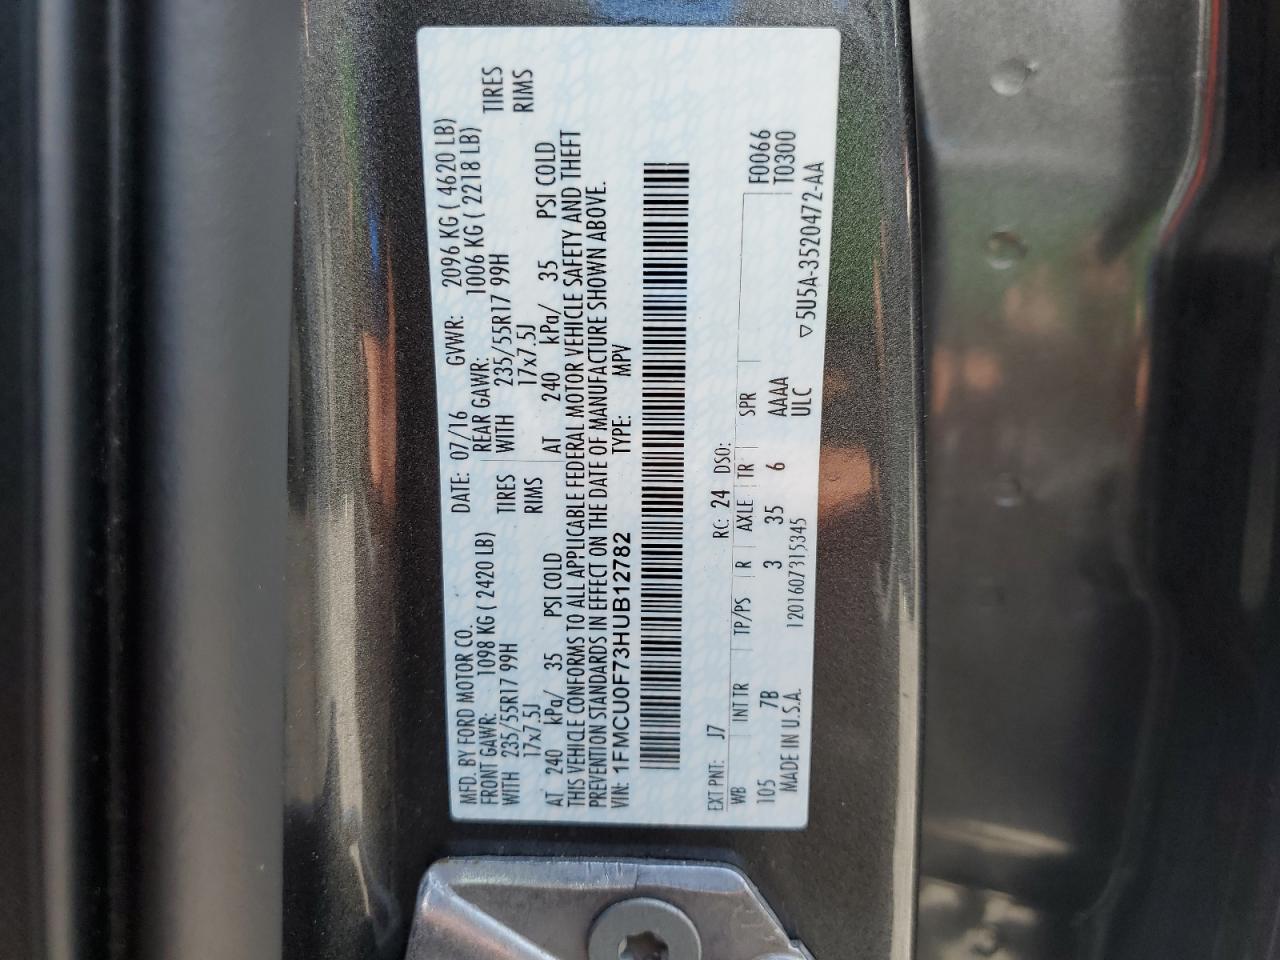 MFD. BY FORD MOTOR CO. DATE: 07/16 GVWR: 2096 KG ( 4620 LB)
FRONT GAWR: 1098 KG ( 2420 LB) REAR GAWR: 1006 KG ( 2218 LB)
WITH 235/55R17 99H TIRES WITH 235/55R17 99H TIRES
17x7.5J RIMS 17x7.5J RIMS
AT 240 kPa/ 35 PSI COLD AT 240 kPa/ 35 PSI COLD
THIS VEHICLE CONFORMS TO ALL APPLICABLE FEDERAL MOTOR VEHICLE SAFETY AND THEFT
PREVENTION STANDARDS IN EFFECT ON THE DATE OF MANUFACTURE SHOWN ABOVE.
VIN: 1FMCU0F73HUB12782 TYPE: MPV
EXT PNT: J7 RC: 24 DSO:
WB INT TR TP/PS R AXLE TR SPR F0066
105 7B 3 35 6 AAAA T0300
MADE IN U.S.A. 1201607315345 ULC ▽5U5A-3520472-AA